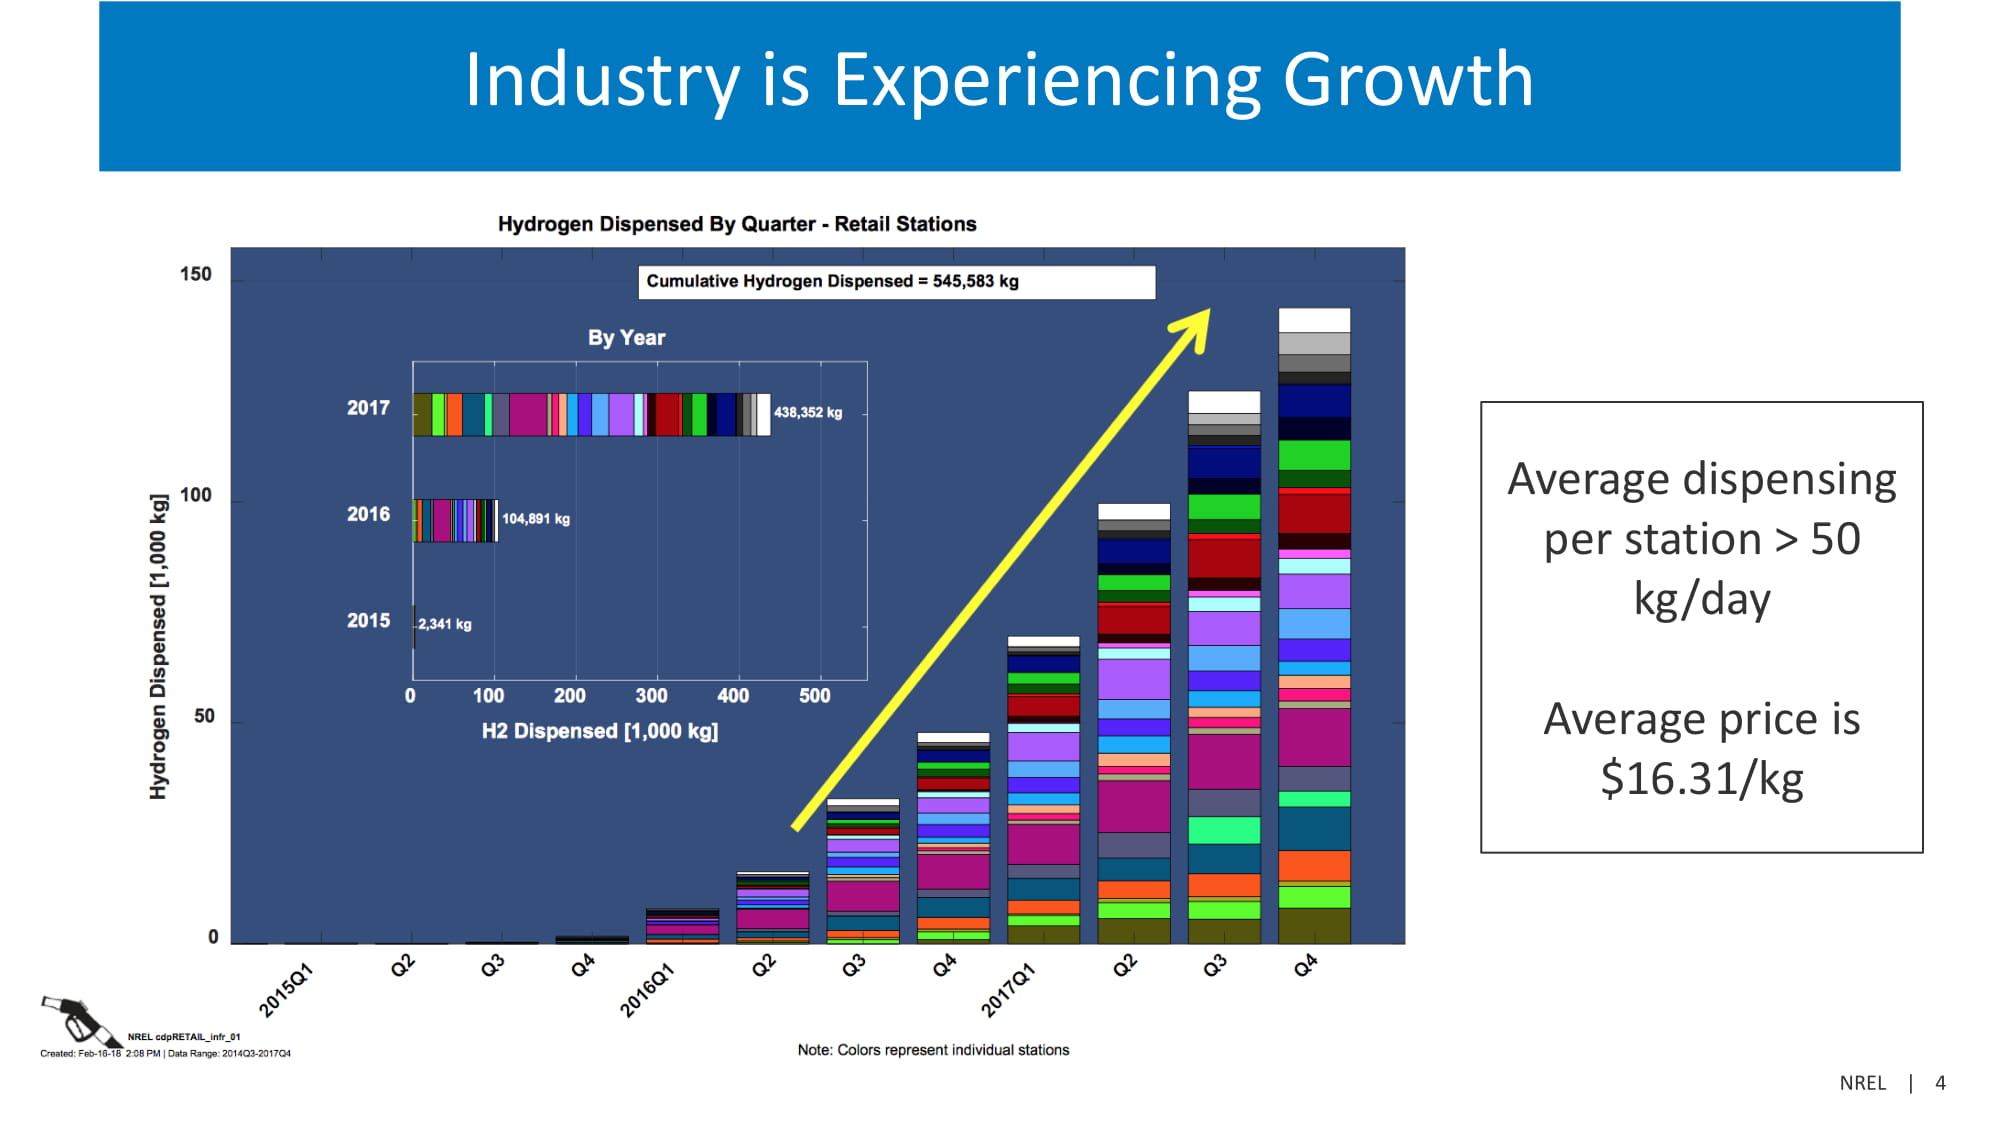 Industry is Experiencing Growth
Hydrogen Dispensed By Quarter - Retail Stations
Cumulative Hydrogen Dispensed = 545,583 kg
By Year
2017
438,352 kg
2016
104,891 kg
2015
2,341 kg
0 100 200 300 400 500
H2 Dispensed [1,000 kg]
Hydrogen Dispensed [1,000 kg]
150
100
50
0
2015Q1 Q2 Q3 Q4 2016Q1 Q2 Q3 Q4 2017Q1 Q2 Q3 Q4
Average dispensing
per station > 50
kg/day
Average price is
$16.31/kg
NREL cdpRETAIL_infr_01
Created: Feb-16-18 2:08 PM | Data Range: 2014Q3-2017Q4
Note: Colors represent individual stations
NREL | 4